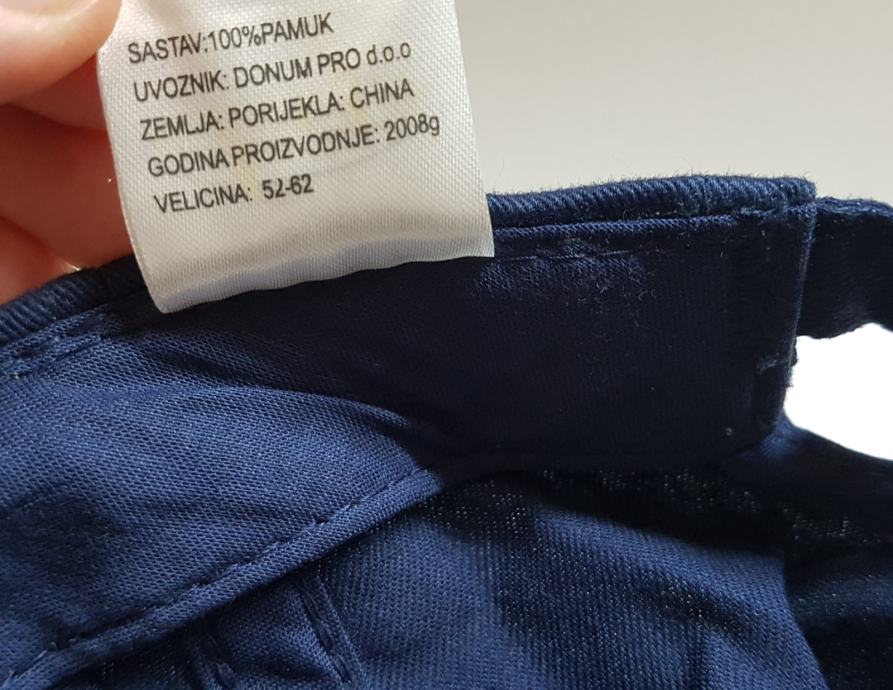 SASTAV:100%PAMUK
UVOZNIK: DONUM PRO d.o.o
ZEMLJA: PORIJEKLA: CHINA
GODINA PROIZVODNJE: 2008g
VELICINA: 52-62